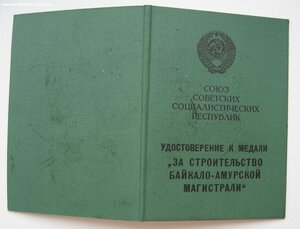 СОЮЗ
СОВЕТСКИХ
СОЦИАЛИСТИЧЕСКИХ
РЕСПУБЛИК
УДОСТОВЕРЕНИЕ К МЕДАЛИ
„ЗА СТРОИТЕЛЬСТВО
БАЙКАЛО-АМУРСКОЙ
МАГИСТРАЛИ“